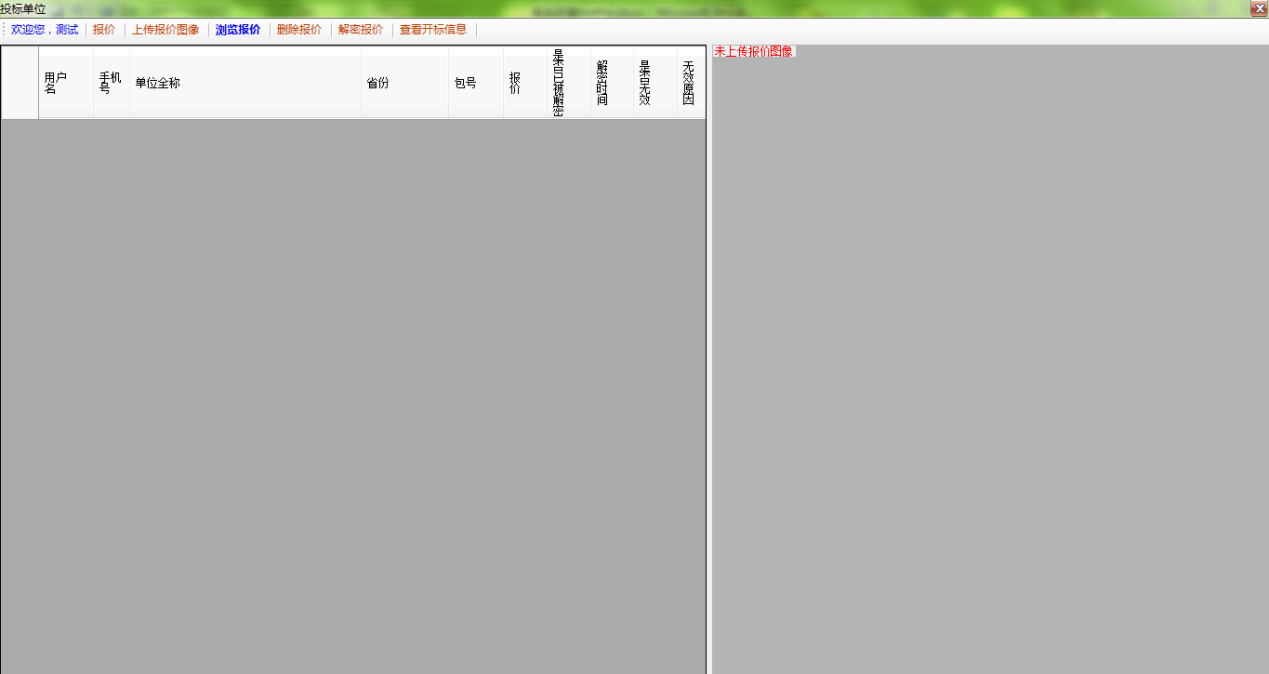 投标单位
欢迎您，测试 报价 上传报价图像 浏览报价 删除报价 解密报价 查看开标信息
用户名 手机号 单位全称 省份 包号 报价 是否已被解密 解密时间 是否无效 无效原因
未上传报价图像